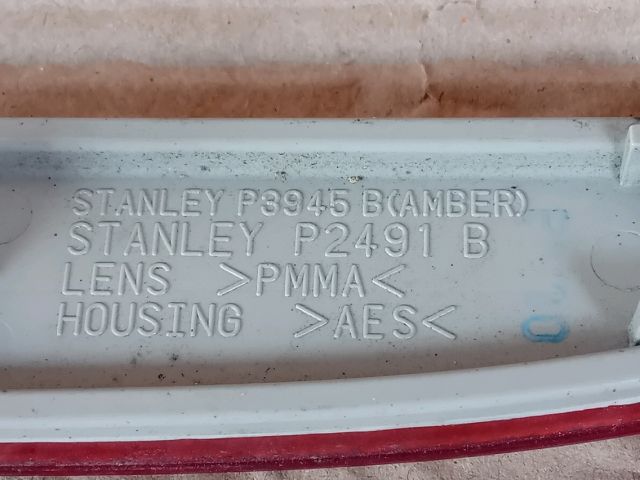 STANLEY P3945 B(AMBER)
STANLEY P2491 B
LENS >PMMA<
HOUSING >AES<